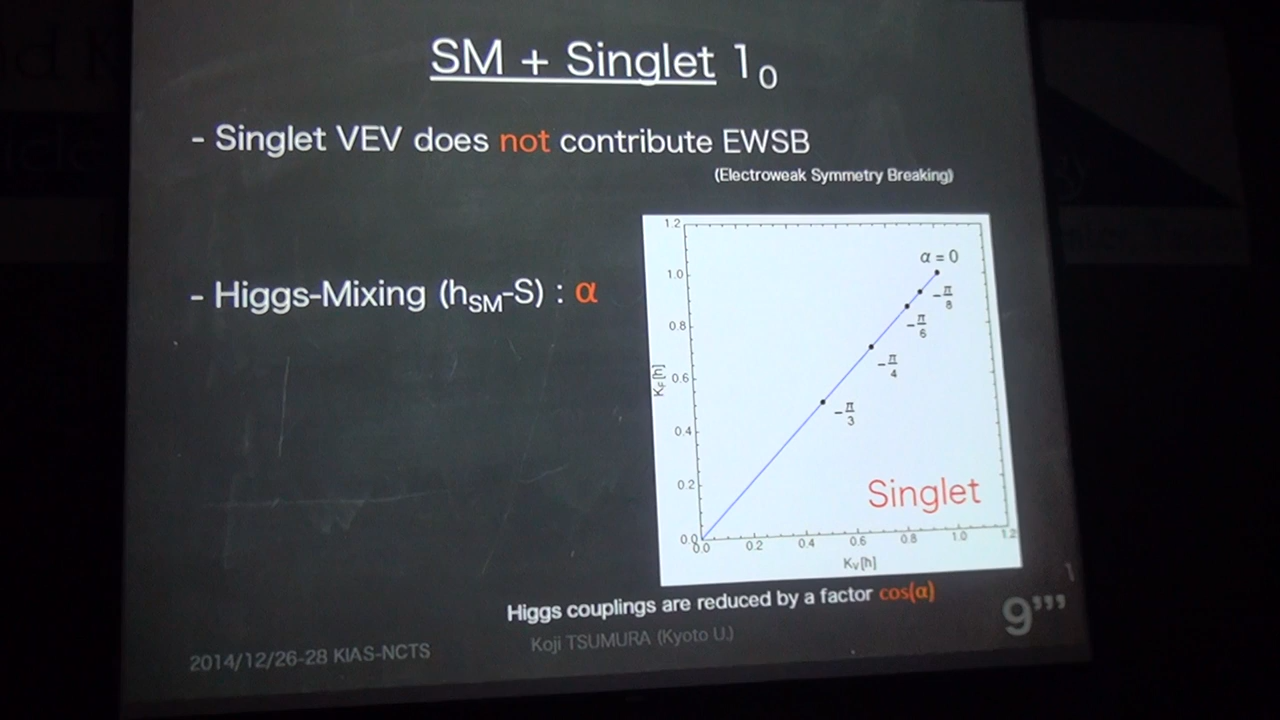 SM + Singlet 1₀
- Singlet VEV does not contribute EWSB
(Electroweak Symmetry Breaking)
- Higgs-Mixing (hSM-S) : α
1.2
1.0
0.8
0.6
0.4
0.2
0.0
κF[h]
α = 0
-π/8
-π/6
-π/4
-π/3
Singlet
0.0 0.2 0.4 0.6 0.8 1.0 1.2
κV[h]
Higgs couplings are reduced by a factor cos(α)
2014/12/26-28 KIAS-NCTS
Koji TSUMURA (Kyoto U.)
9’’’